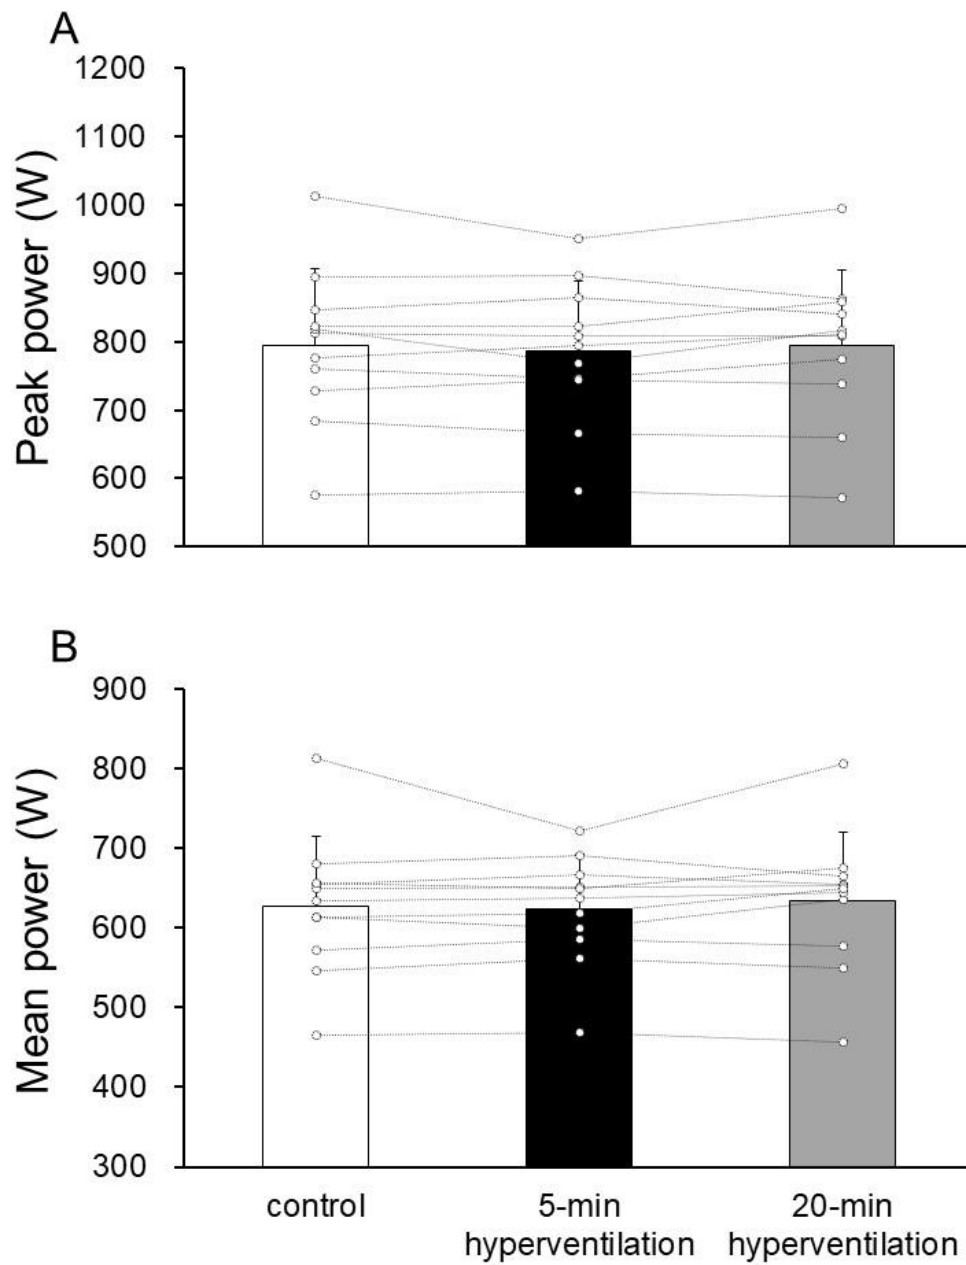 A
Peak power (W)
1200
1100
1000
900
800
700
600
500
B
Mean power (W)
900
800
700
600
500
400
300
control
5-min
hyperventilation
20-min
hyperventilation